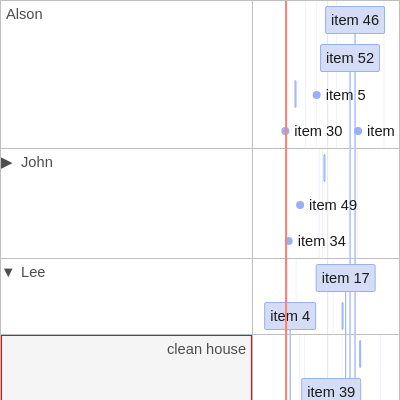 Alson
item 46
item 52
item 5
item 30
item
▶ John
item 49
item 34
▼ Lee
item 17
item 4
clean house
item 39